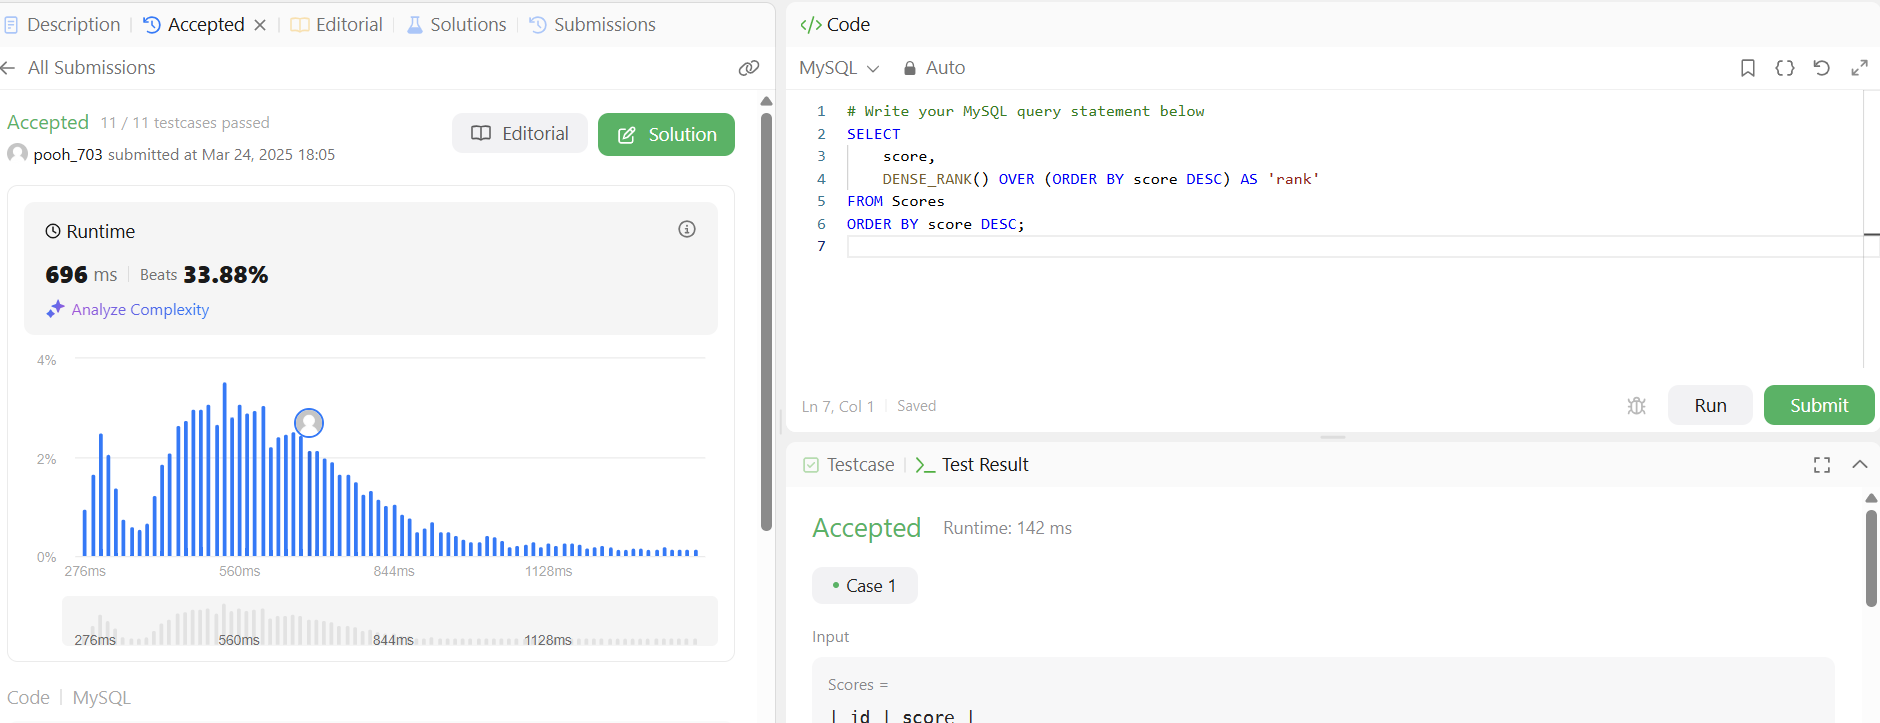 Description | Accepted × | Editorial | Solutions | Submissions
All Submissions
Accepted 11 / 11 testcases passed
pooh_703 submitted at Mar 24, 2025 18:05
Editorial
Solution
Runtime
696 ms | Beats 33.88%
Analyze Complexity
4%
2%
0%
276ms 560ms 844ms 1128ms
276ms 560ms 844ms 1128ms
Code | MySQL
</> Code
MySQL Auto
1 # Write your MySQL query statement below
2 SELECT
3 score,
4 DENSE_RANK() OVER (ORDER BY score DESC) AS 'rank'
5 FROM Scores
6 ORDER BY score DESC;
7
Ln 7, Col 1 | Saved
Run
Submit
Testcase | >_ Test Result
Accepted Runtime: 142 ms
• Case 1
Input
Scores =
| id | score |